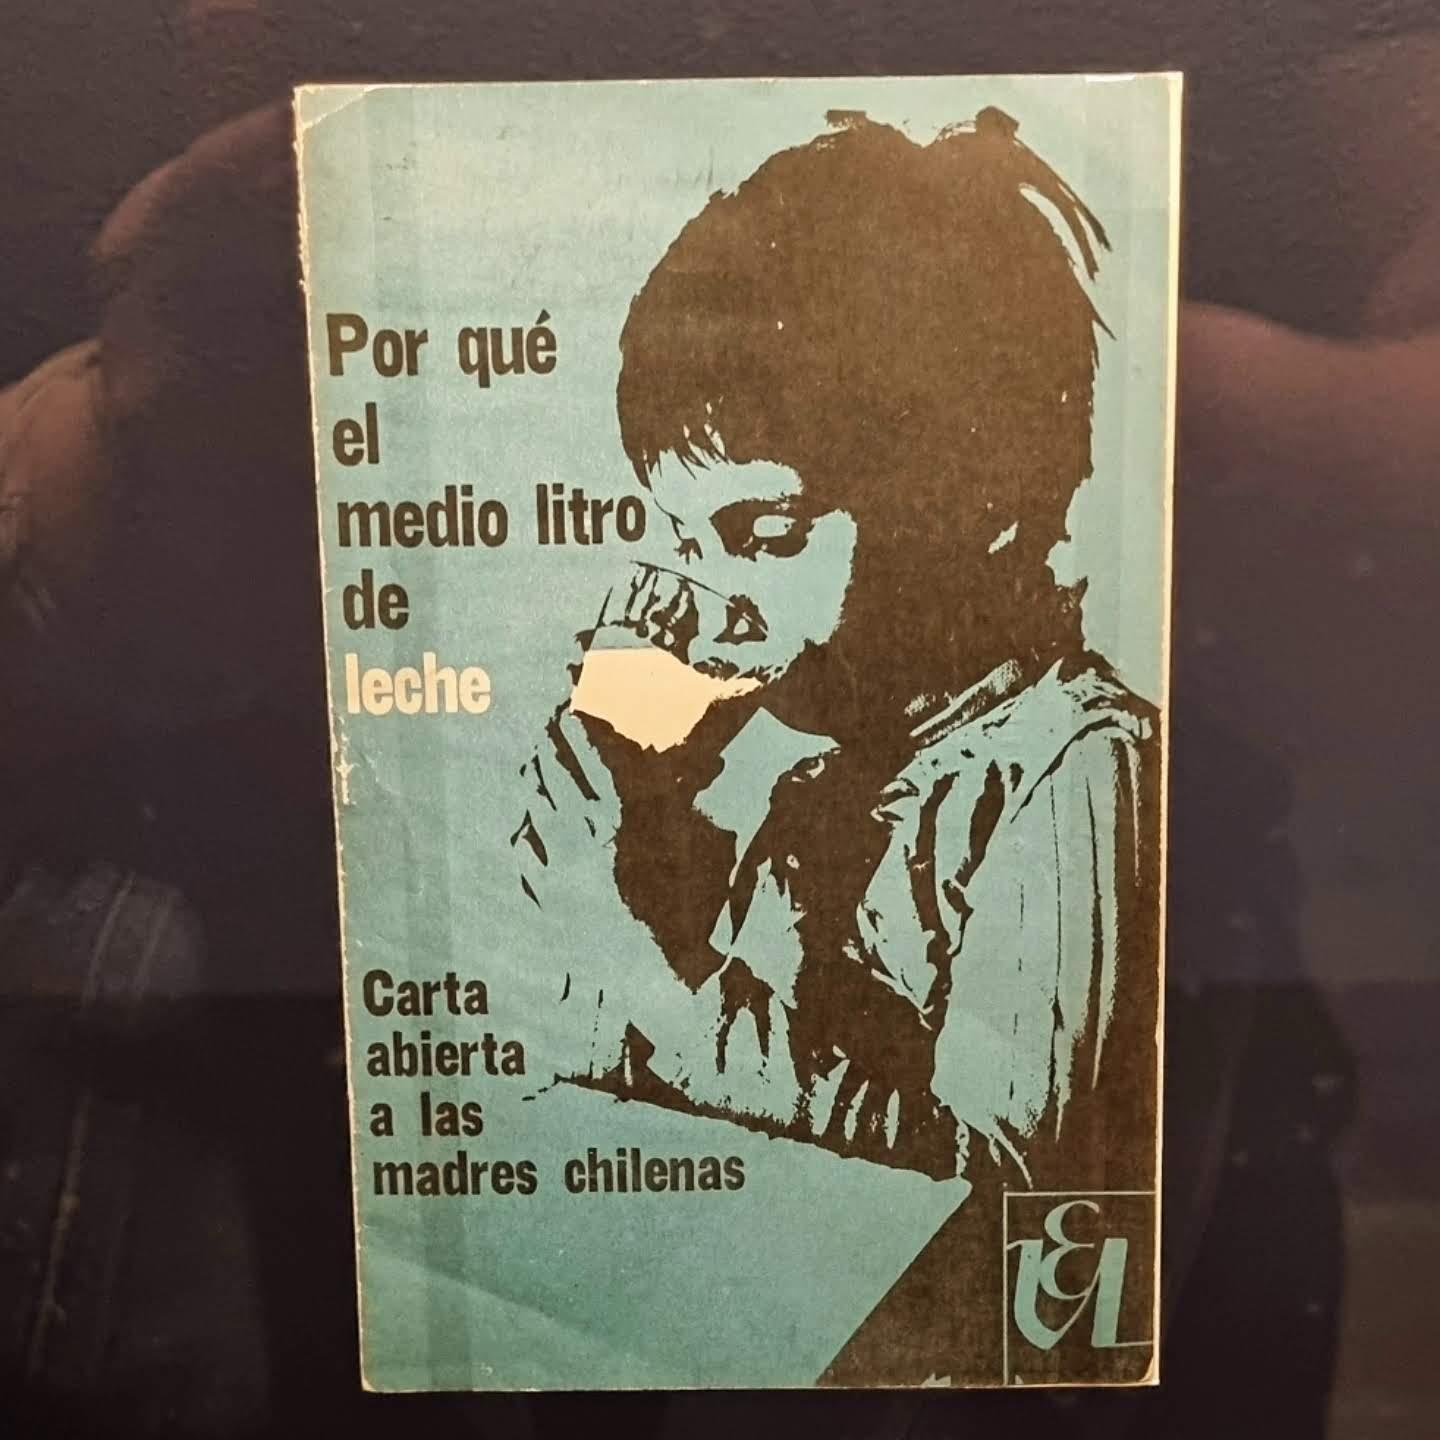 Por qué
el
medio litro
de
leche
Carta
abierta
a las
madres chilenas